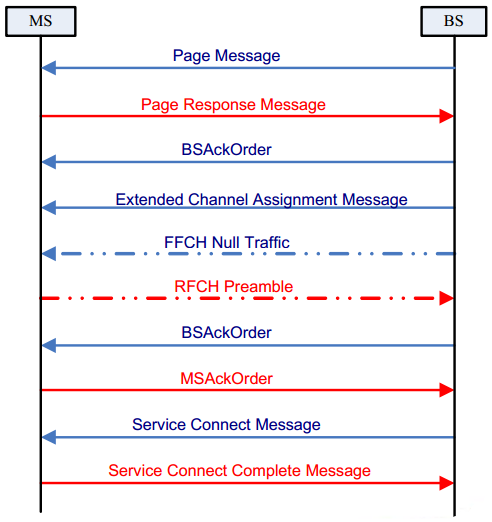 MS
BS
Page Message
Page Response Message
BSAckOrder
Extended Channel Assignment Message
FFCH Null Traffic
RFCH Preamble
BSAckOrder
MSAckOrder
Service Connect Message
Service Connect Complete Message